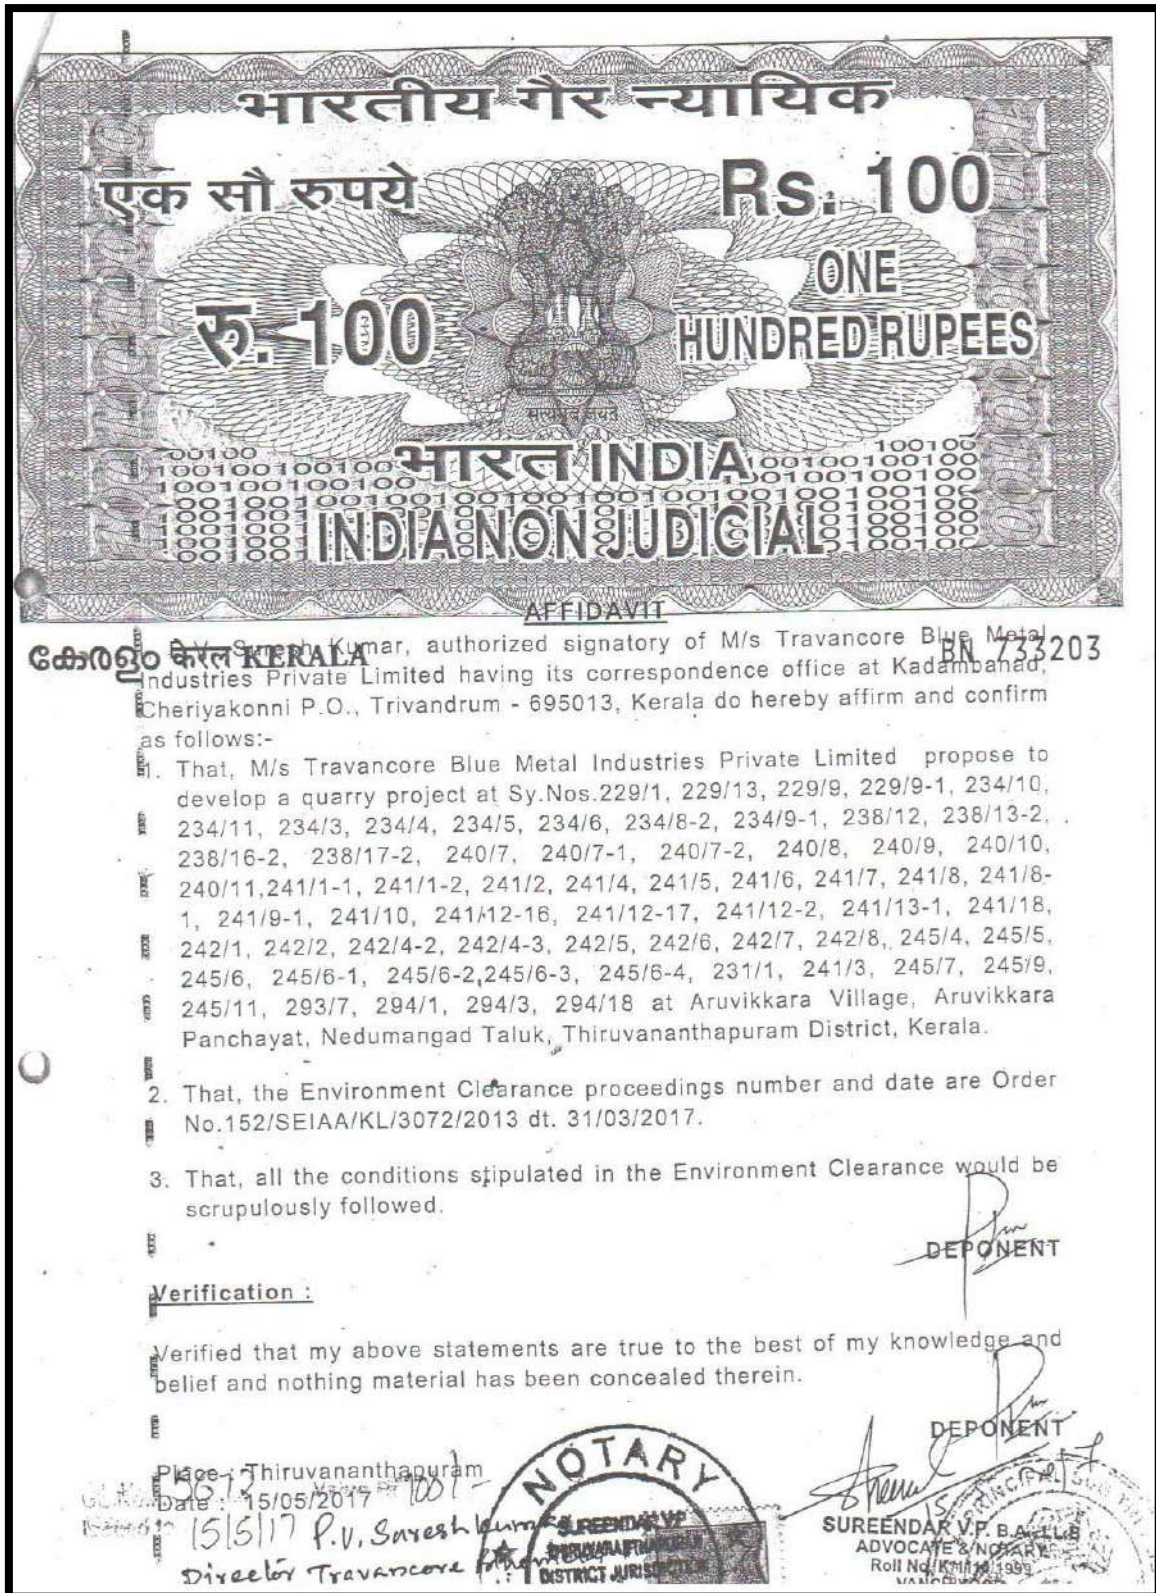 भारतीय गैर न्यायिक
एक सौ रुपये
Rs. 100
रु. 100
ONE
HUNDRED RUPEES
सत्यमेव जयते
भारत INDIA
INDIA NON JUDICIAL
AFFIDAVIT
കേരളം केरल KERALA
BN 733203
V. Suresh Kumar, authorized signatory of M/s Travancore Blue Metal
Industries Private Limited having its correspondence office at Kadambanad,
Cheriyakonni P.O., Trivandrum - 695013, Kerala do hereby affirm and confirm
as follows:-
1. That, M/s Travancore Blue Metal Industries Private Limited propose to
develop a quarry project at Sy.Nos.229/1, 229/13, 229/9, 229/9-1, 234/10,
234/11, 234/3, 234/4, 234/5, 234/6, 234/8-2, 234/9-1, 238/12, 238/13-2,
238/16-2, 238/17-2, 240/7, 240/7-1, 240/7-2, 240/8, 240/9, 240/10,
240/11,241/1-1, 241/1-2, 241/2, 241/4, 241/5, 241/6, 241/7, 241/8, 241/8-
1, 241/9-1, 241/10, 241/12-16, 241/12-17, 241/12-2, 241/13-1, 241/18,
242/1, 242/2, 242/4-2, 242/4-3, 242/5, 242/6, 242/7, 242/8, 245/4, 245/5,
245/6, 245/6-1, 245/6-2,245/6-3, 245/6-4, 231/1, 241/3, 245/7, 245/9,
245/11, 293/7, 294/1, 294/3, 294/18 at Aruvikkara Village, Aruvikkara
Panchayat, Nedumangad Taluk, Thiruvananthapuram District, Kerala.
2. That, the Environment Clearance proceedings number and date are Order
No.152/SEIAA/KL/3072/2013 dt. 31/03/2017.
3. That, all the conditions stipulated in the Environment Clearance would be
scrupulously followed.
DEPONENT
Verification :
Verified that my above statements are true to the best of my knowledge and
belief and nothing material has been concealed therein.
DEPONENT
Place : Thiruvananthapuram
Date : 15/05/2017
100/-
15/5/17 P.V. Suresh Kumar
Director Travancore
NOTARY
SUREENDAR V.P
THIRUVANANTHAPURAM
DISTRICT JURISDICTION
SUREENDAR V.P. B.A., LL.B
ADVOCATE & NOTARY